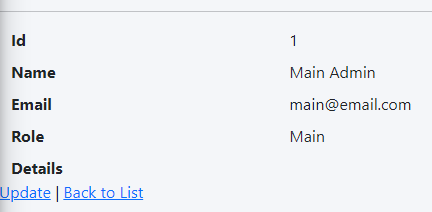 Id 1
Name Main Admin
Email main@email.com
Role Main
Details
Update | Back to List